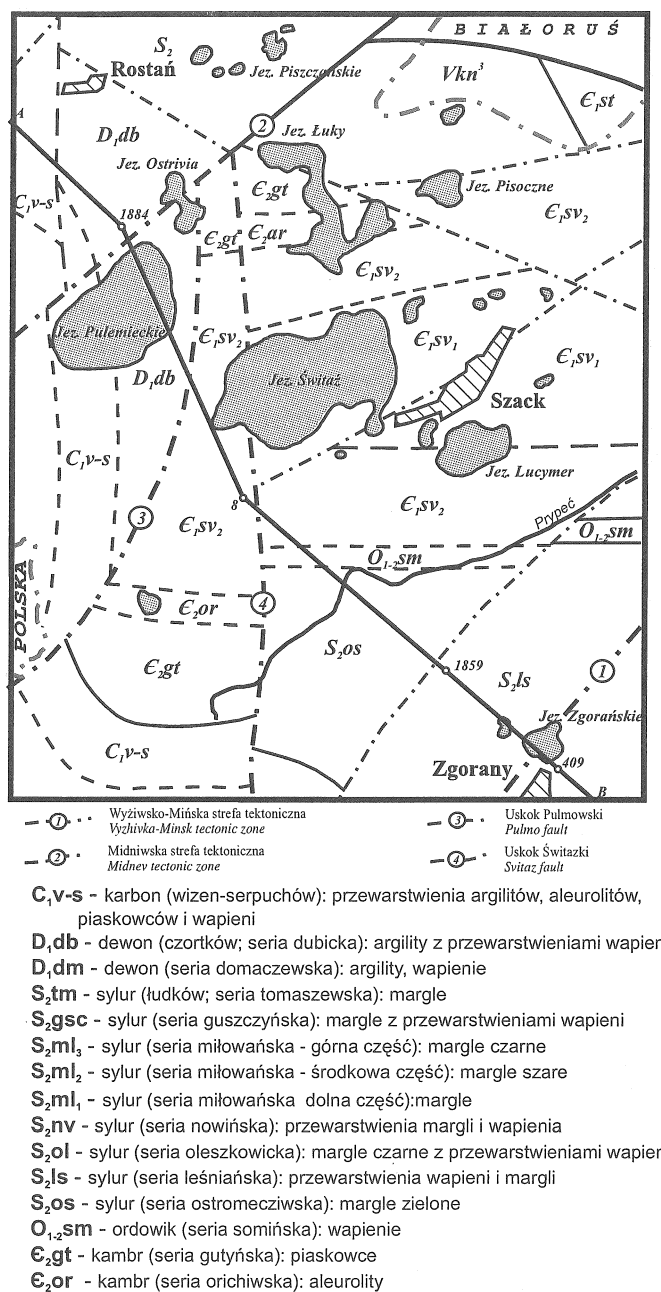 BIAŁORUŚ
S₂
Rostań
Jez. Piszczańskie
Vkn³
Є₁st
A
D₁db
2
Jez. Łuky
Jez. Ostrivia
Є₂gt
Jez. Pisoczne
C₁v-s
1884
Є₂gt
Є₂ar
Є₁sv₂
Є₁sv₂
Jez. Pulemieckie
Є₁sv₂
Є₁sv₁
Є₁sv₁
D₁db
Jez. Świtaź
Szack
C₁v-s
Jez. Lucymer
8
Є₁sv₂
3
Є₁sv₂
Prypeć
O₁₋₂sm
O₁₋₂sm
POLSKA
Є₂or
4
S₂os
Є₂gt
1859
S₂ls
1
Jez. Zgorańskie
C₁v-s
Zgorany
409
B
1 Wyżiwsko-Mińska strefa tektoniczna
Vyzhivka-Minsk tectonic zone
3 Uskok Pulmowski
Pulmo fault
2 Midniwska strefa tektoniczna
Midnev tectonic zone
4 Uskok Świtazki
Svitaz fault
C₁v-s - karbon (wizen-serpuchów): przewarstwienia argilitów, aleurolitów,
piaskowców i wapieni
D₁db - dewon (czortków; seria dubicka): argility z przewarstwieniami wapier
D₁dm - dewon (seria domaczewska): argility, wapienie
S₂tm - sylur (łudków; seria tomaszewska): margle
S₂gsc - sylur (seria guszczyńska): margle z przewarstwieniami wapieni
S₂ml₃ - sylur (seria miłowańska - górna część): margle czarne
S₂ml₂ - sylur (seria miłowańska - środkowa część): margle szare
S₂ml₁ - sylur (seria miłowańska dolna część):margle
S₂nv - sylur (seria nowińska): przewarstwienia margli i wapienia
S₂ol - sylur (seria oleszkowicka): margle czarne z przewarstwieniami wapier
S₂ls - sylur (seria leśniańska): przewarstwienia wapieni i margli
S₂os - sylur (seria ostromecziwska): margle zielone
O₁₋₂sm - ordowik (seria somińska): wapienie
Є₂gt - kambr (seria gutyńska): piaskowce
Є₂or - kambr (seria orichiwska): aleurolity